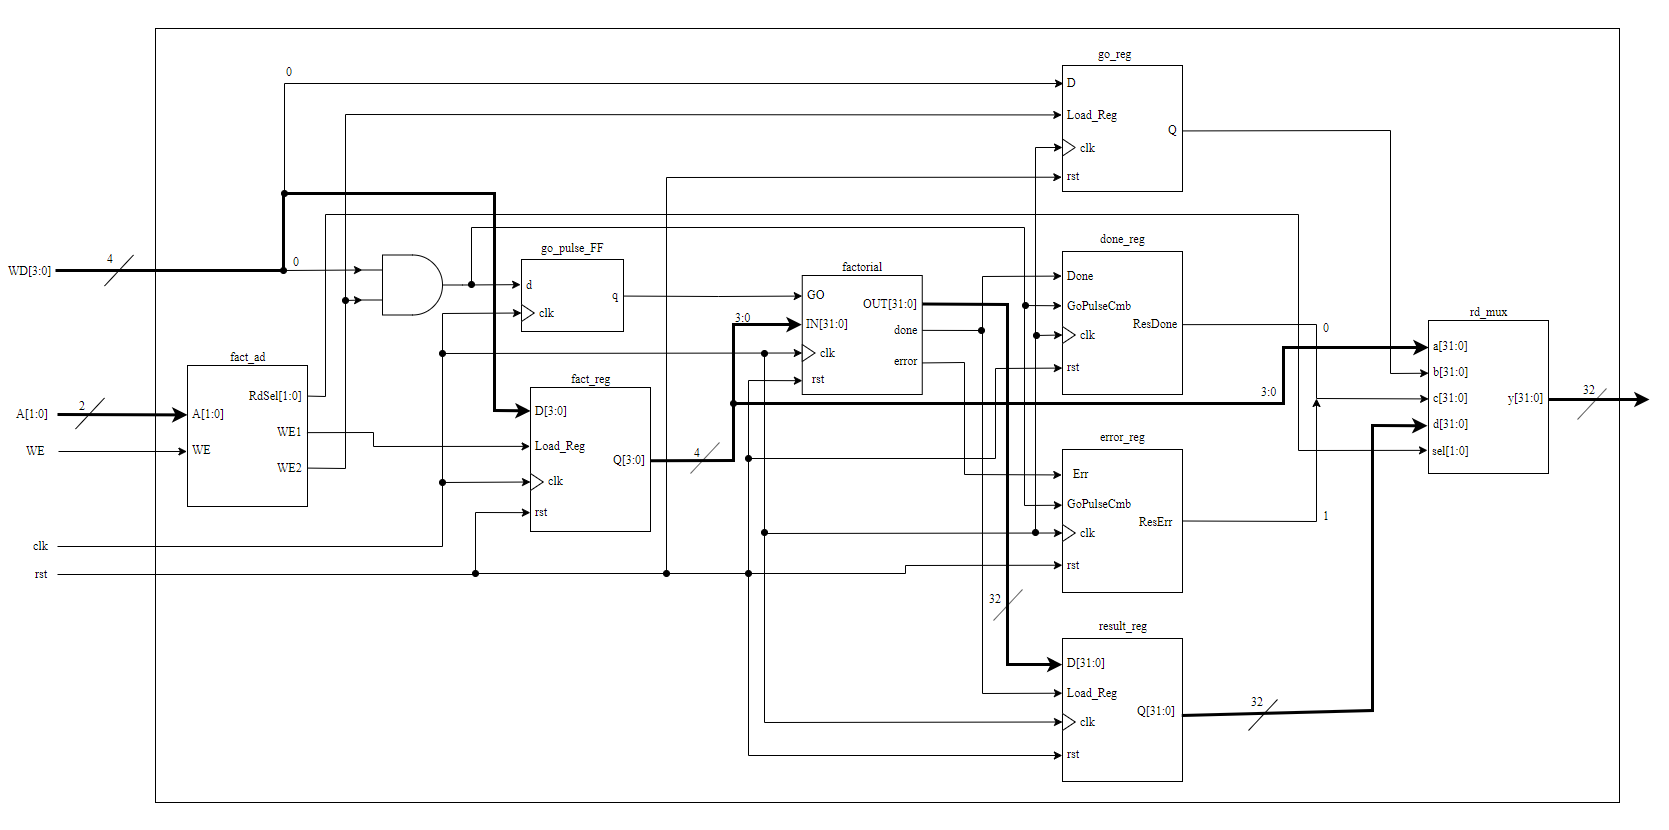 go_reg
0
D
Load_Reg
Q
clk
rst
WD[3:0]
4
0
go_pulse_FF
d
q
clk
factorial
GO
OUT[31:0]
3:0
IN[31:0]
done
clk
error
rst
done_reg
Done
GoPulseCmb
ResDone
clk
rst
0
rd_mux
a[31:0]
b[31:0]
3:0
c[31:0]
y[31:0]
32
d[31:0]
sel[1:0]
fact_ad
RdSel[1:0]
A[1:0]
2
A[1:0]
WE1
WE
WE
WE2
fact_reg
D[3:0]
Load_Reg
Q[3:0]
4
clk
rst
error_reg
Err
GoPulseCmb
ResErr
1
clk
rst
clk
rst
32
result_reg
D[31:0]
Load_Reg
Q[31:0]
32
clk
rst